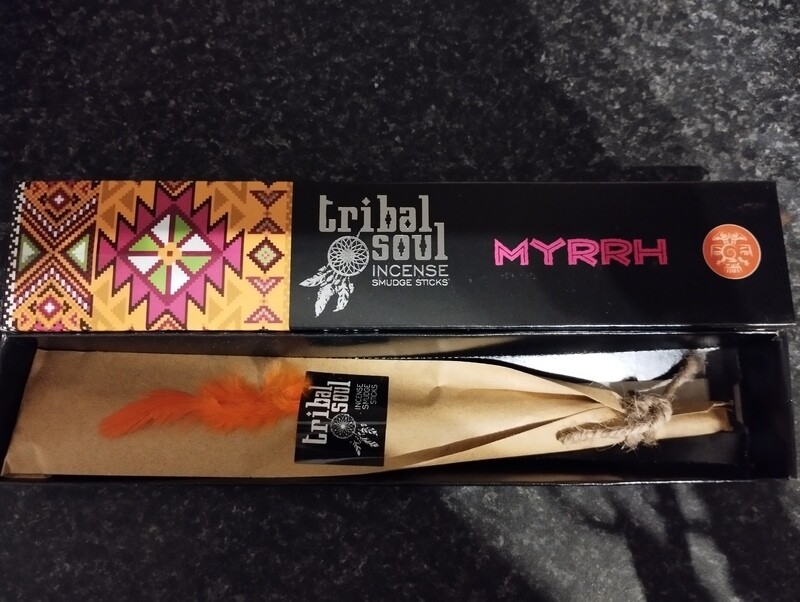 tribal
soul
INCENSE
SMUDGE STICKS
MYRRH
tribal
soul
INCENSE
SMUDGE
STICKS